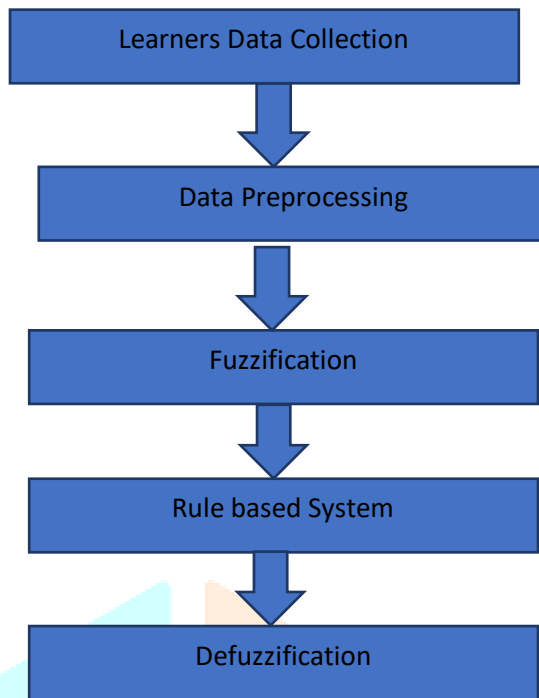 Learners Data Collection
Data Preprocessing
Fuzzification
Rule based System
Defuzzification